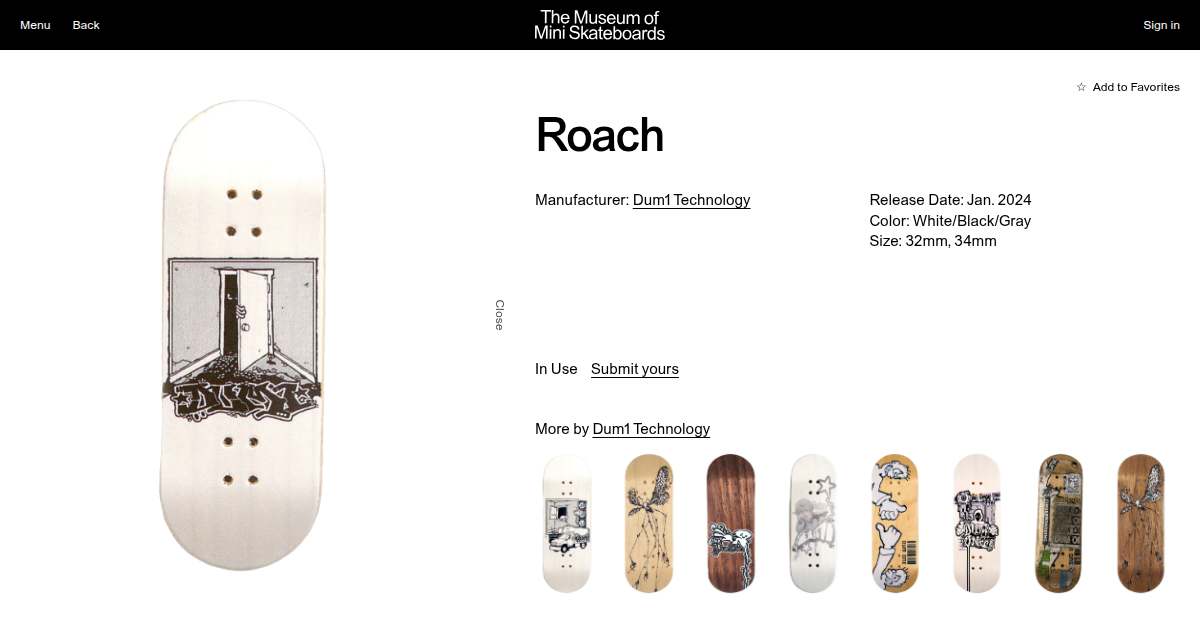 Menu
Back
The Museum of
Mini Skateboards
Sign in
☆ Add to Favorites
Roach
Manufacturer: Dum1 Technology
Release Date: Jan. 2024
Color: White/Black/Gray
Size: 32mm, 34mm
Close
In Use
Submit yours
More by Dum1 Technology